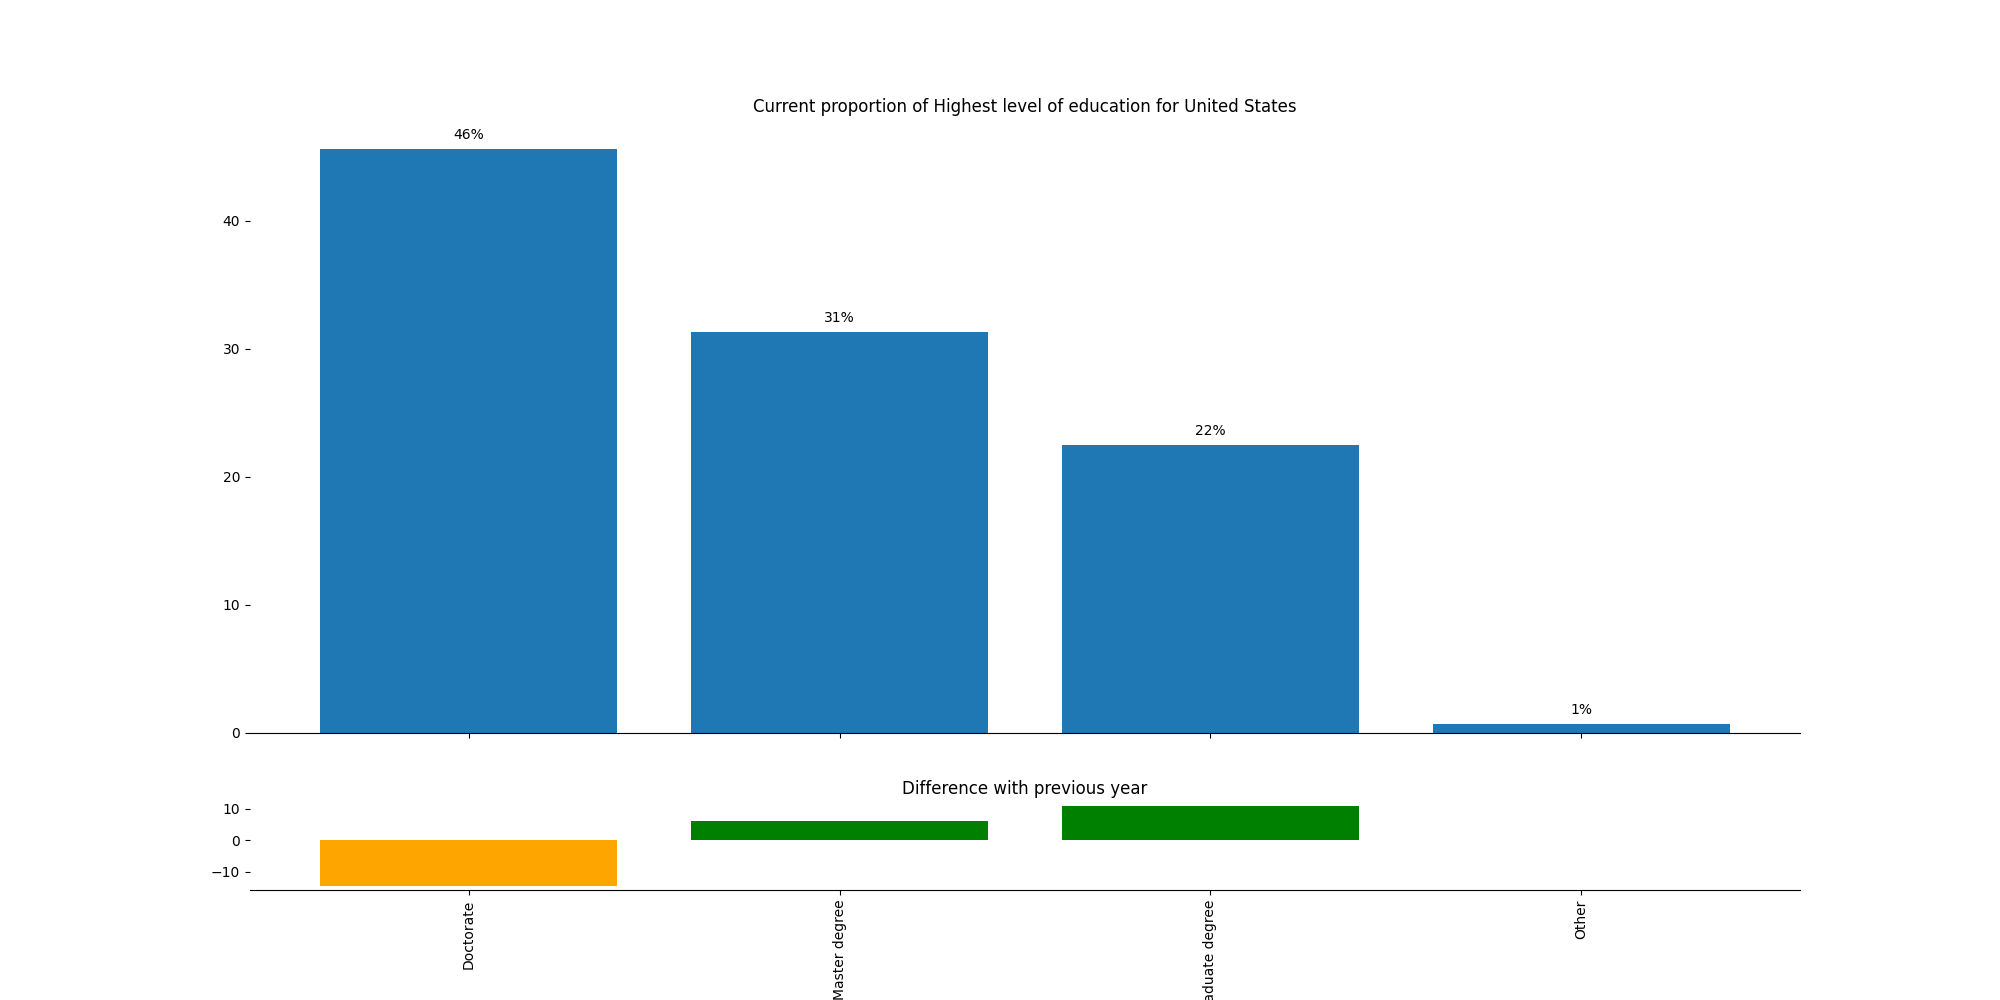 Current proportion of Highest level of education for United States
46%
31%
22%
1%
40
30
20
10
0
Difference with previous year
10
0
−10
Doctorate
Master degree
aduate degree
Other